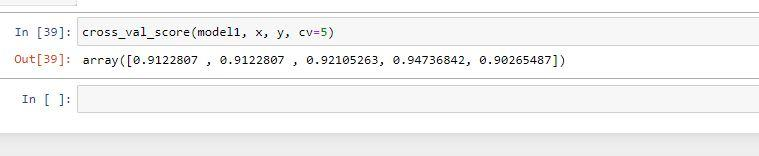 In [39]: cross_val_score(model1, x, y, cv=5)
Out[39]: array([0.9122807 , 0.9122807 , 0.92105263, 0.94736842, 0.90265487])
In [ ]: